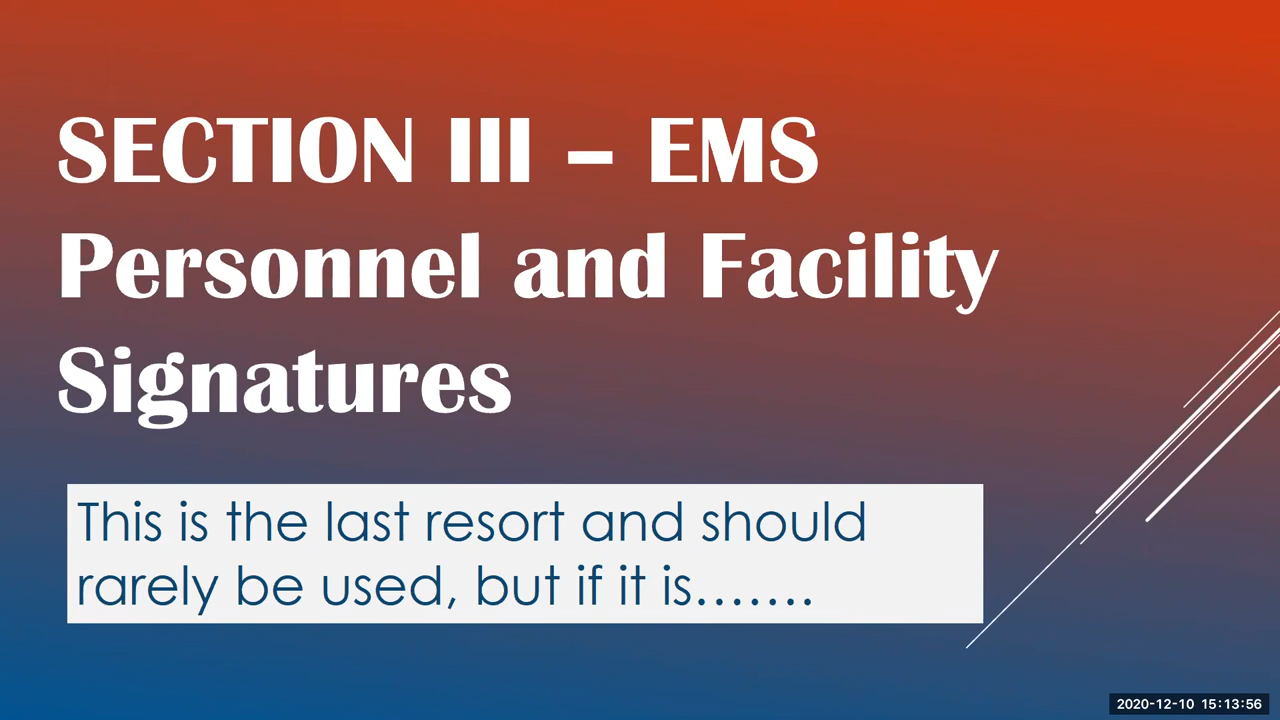 SECTION III – EMS
Personnel and Facility
Signatures
This is the last resort and should
rarely be used, but if it is.......
2020-12-10 15:13:56